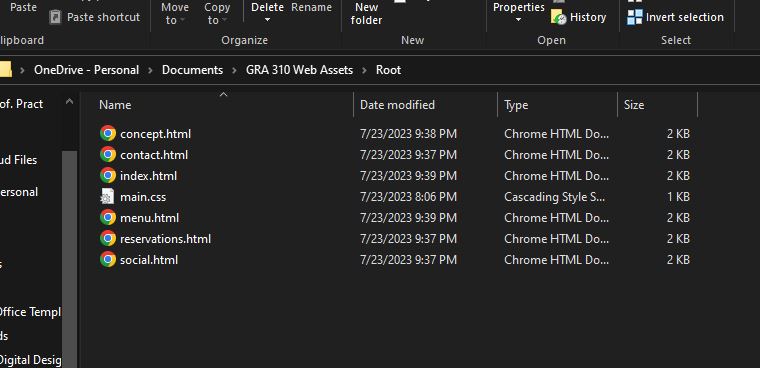 Paste Paste shortcut Move to Copy to Delete Rename New folder Properties History Invert selection
lipboard Organize New Open Select
OneDrive - Personal > Documents > GRA 310 Web Assets > Root
of. Pract
Name Date modified Type Size
concept.html 7/23/2023 9:38 PM Chrome HTML Do... 2 KB
contact.html 7/23/2023 9:37 PM Chrome HTML Do... 2 KB
ud Files
index.html 7/23/2023 9:39 PM Chrome HTML Do... 2 KB
ersonal
main.css 7/23/2023 8:06 PM Cascading Style S... 1 KB
menu.html 7/23/2023 9:39 PM Chrome HTML Do... 2 KB
reservations.html 7/23/2023 9:37 PM Chrome HTML Do... 2 KB
social.html 7/23/2023 9:37 PM Chrome HTML Do... 2 KB
s
Office Templ
ds
Digital Desig